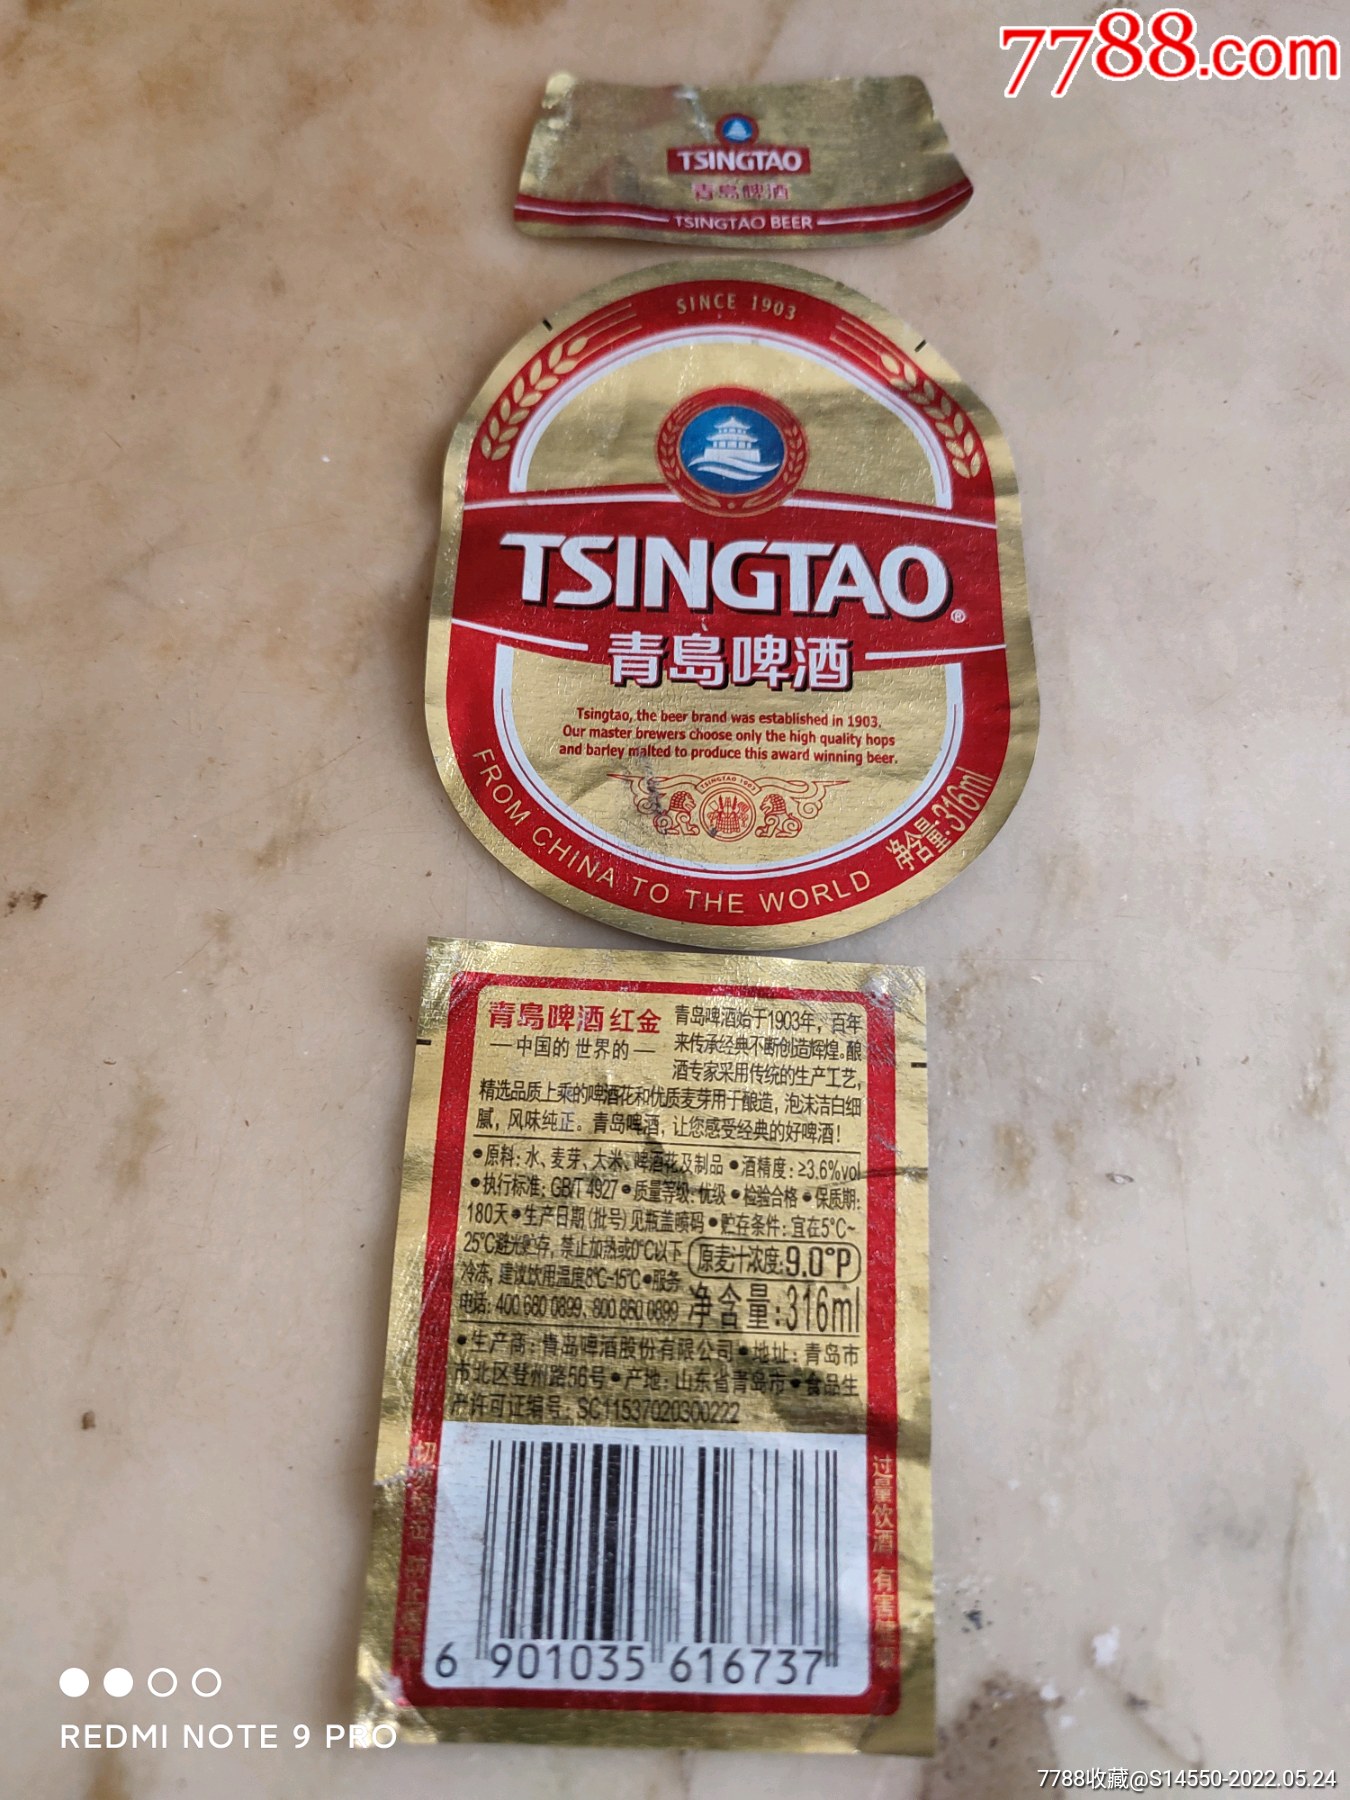 7788.com
TSINGTAO
青島啤酒
TSINGTAO BEER
SINCE 1903
TSINGTAO®
青島啤酒
Tsingtao, the beer brand was established in 1903.
Our master brewers choose only the high quality hops
and barley malted to produce this award winning beer.
TSINGTAO 1903
净含量:316ml
FROM CHINA TO THE WORLD
青島啤酒 红金
—中国的 世界的—
青岛啤酒始于1903年，百年
来传承经典不断创造辉煌。酿
酒专家采用传统的生产工艺，
精选品质上乘的啤酒花和优质麦芽用于酿造，泡沫洁白细
腻，风味纯正。青岛啤酒，让您感受经典的好啤酒！
●原料：水、麦芽、大米、啤酒花及制品●酒精度：≥3.6%vol
●执行标准：GB/T 4927●质量等级：优级●检验合格●保质期：
180天●生产日期(批号)见瓶盖喷码●贮存条件：宜在5°C~
25°C避光贮存，禁止加热或0°C以下
冷冻，建议饮用温度8°C~15°C●服务
电话：400 680 0899、800 860 0899
原麦汁浓度:9.0°P
净含量:316ml
●生产商：青岛啤酒股份有限公司●地址：青岛市
市北区登州路56号●产地：山东省青岛市●食品生
产许可证编号：SC11537020300222
切勿撞击 防止爆瓶
过量饮酒 有害健康
6 901035 616737
REDMI NOTE 9 PRO
7788收藏@S14550-2022.05.24